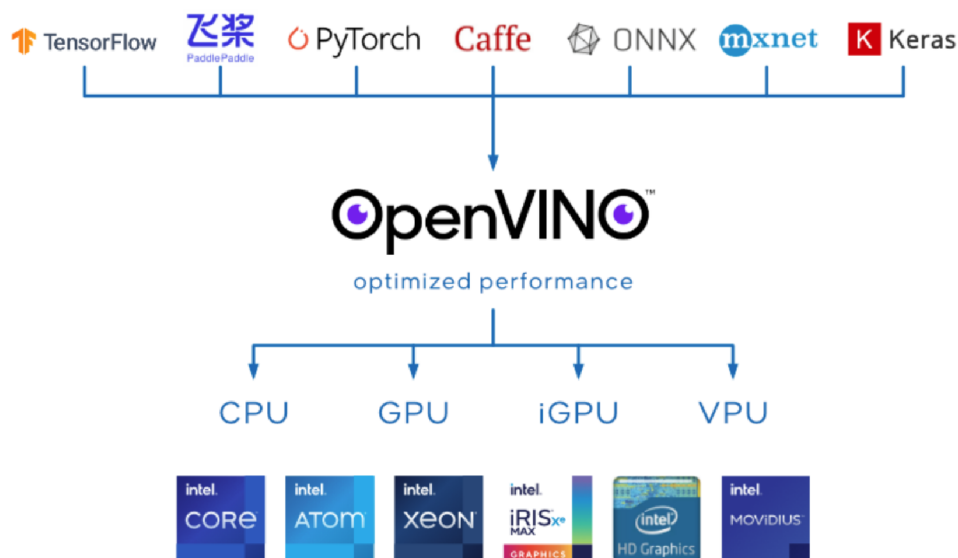 TensorFlow
飞桨
PaddlePaddle
PyTorch
Caffe
ONNX
mxnet
K Keras
OpenVINO™
optimized performance
CPU
GPU
iGPU
VPU
intel.
CORE
intel.
ATOM
intel.
XEON
intel.
iRIS Xe
MAX
GRAPHICS
intel
HD Graphics
intel.
MOVIDIUS